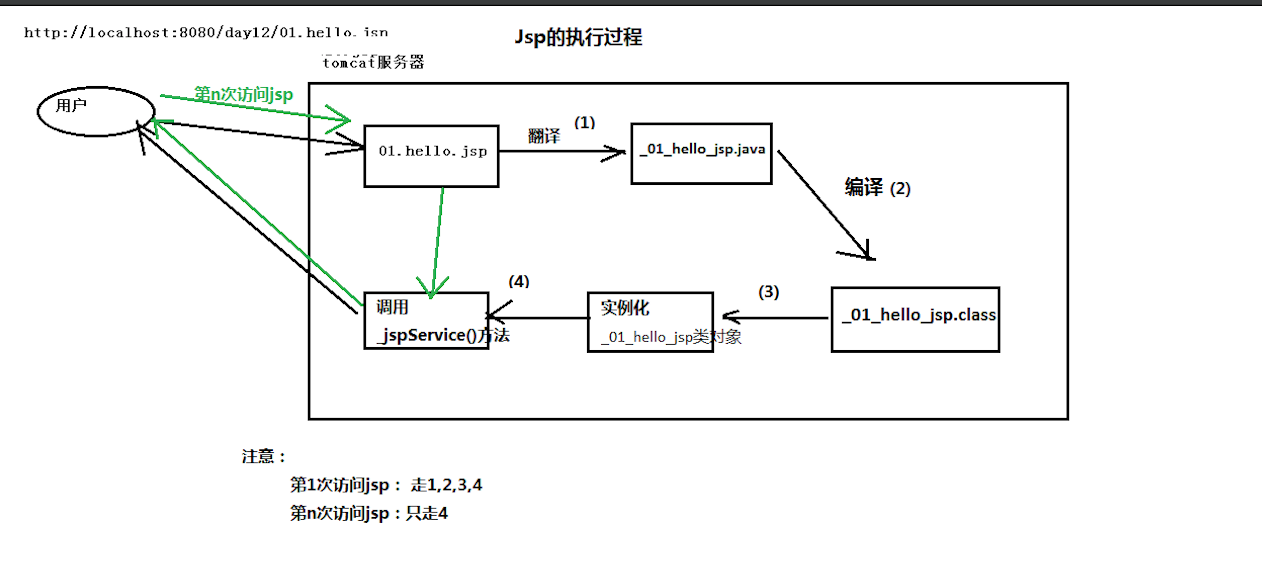 http://localhost:8080/day12/01.hello.jsp
Jsp的执行过程
tomcat服务器
用户
第n次访问jsp
01.hello.jsp
翻译
(1)
_01_hello_jsp.java
编译 (2)
调用
_jspService()方法
(4)
实例化
_01_hello_jsp类对象
(3)
_01_hello_jsp.class
注意：
第1次访问jsp： 走1,2,3,4
第n次访问jsp：只走4